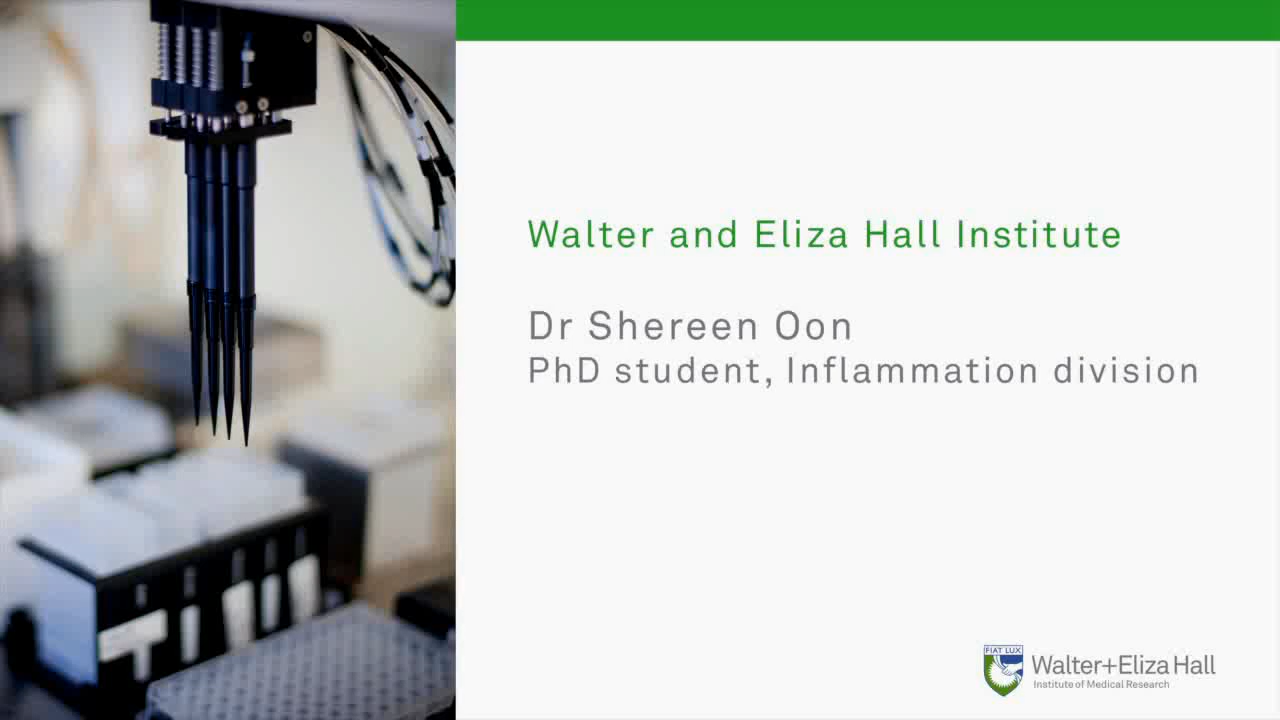 Walter and Eliza Hall Institute
Dr Shereen Oon
PhD student, Inflammation division
FIAT LUX
Walter+Eliza Hall
Institute of Medical Research